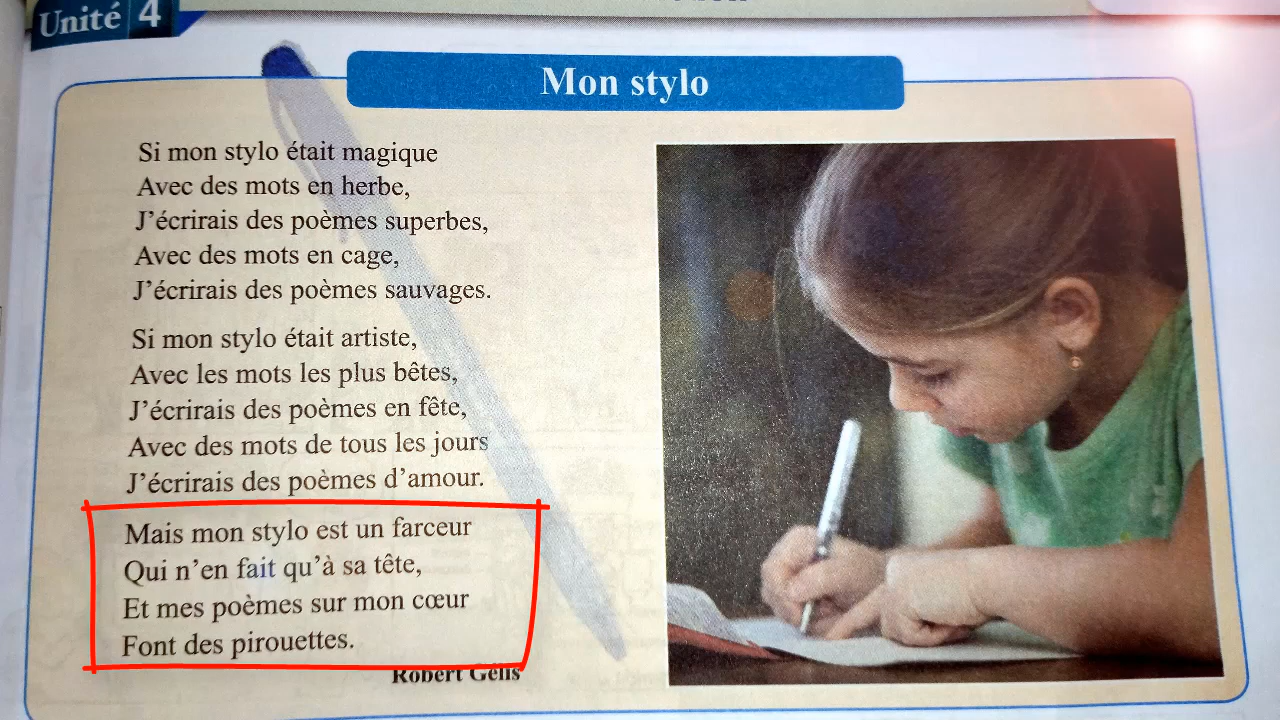 Unité 4
Mon stylo
Si mon stylo était magique
Avec des mots en herbe,
J'écrirais des poèmes superbes,
Avec des mots en cage,
J'écrirais des poèmes sauvages.
Si mon stylo était artiste,
Avec les mots les plus bêtes,
J'écrirais des poèmes en fête,
Avec des mots de tous les jours
J'écrirais des poèmes d'amour.
Mais mon stylo est un farceur
Qui n'en fait qu'à sa tête,
Et mes poèmes sur mon cœur
Font des pirouettes.
Robert Gélis